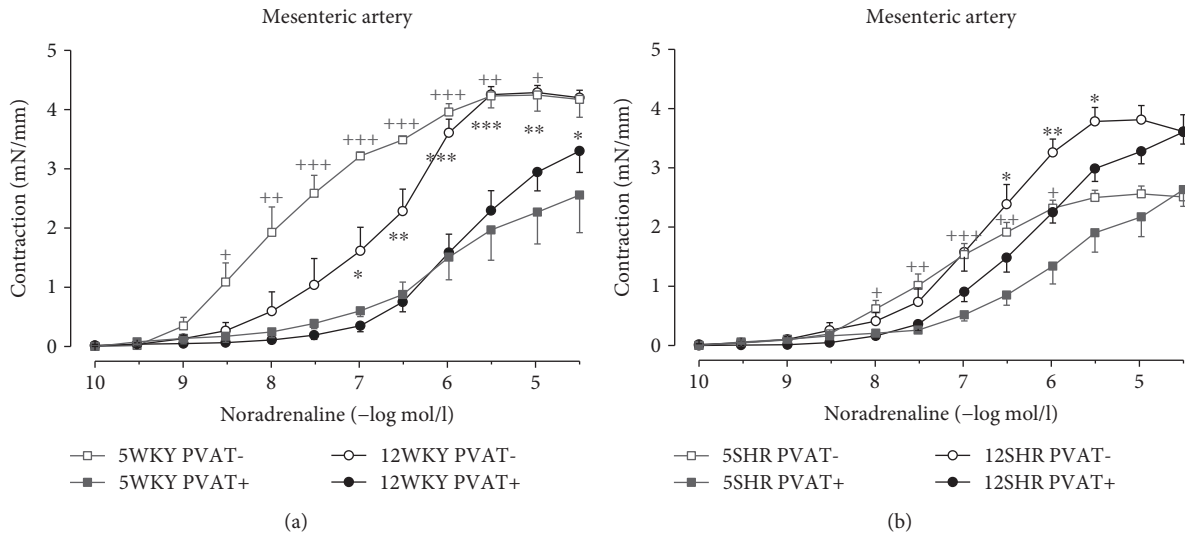 Mesenteric artery
5
4
3
2
1
0
Contraction (mN/mm)
+ ++ +++ +++ +++ +++ ++ +
* ** *** *** ** *
10 9 8 7 6 5
Noradrenaline (−log mol/l)
5WKY PVAT-
12WKY PVAT-
5WKY PVAT+
12WKY PVAT+
(a)
Mesenteric artery
5
4
3
2
1
0
Contraction (mN/mm)
+ ++ +++ ++ +
* ** *
10 9 8 7 6 5
Noradrenaline (−log mol/l)
5SHR PVAT-
12SHR PVAT-
5SHR PVAT+
12SHR PVAT+
(b)